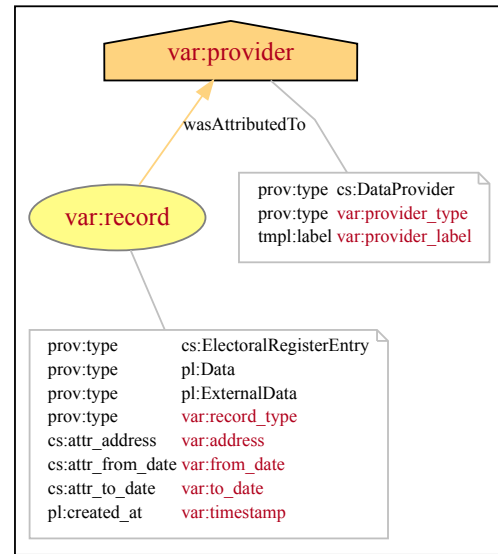 var:provider
wasAttributedTo
prov:type cs:DataProvider
prov:type var:provider_type
tmpl:label var:provider_label
var:record
prov:type cs:ElectoralRegisterEntry
prov:type pl:Data
prov:type pl:ExternalData
prov:type var:record_type
cs:attr_address var:address
cs:attr_from_date var:from_date
cs:attr_to_date var:to_date
pl:created_at var:timestamp